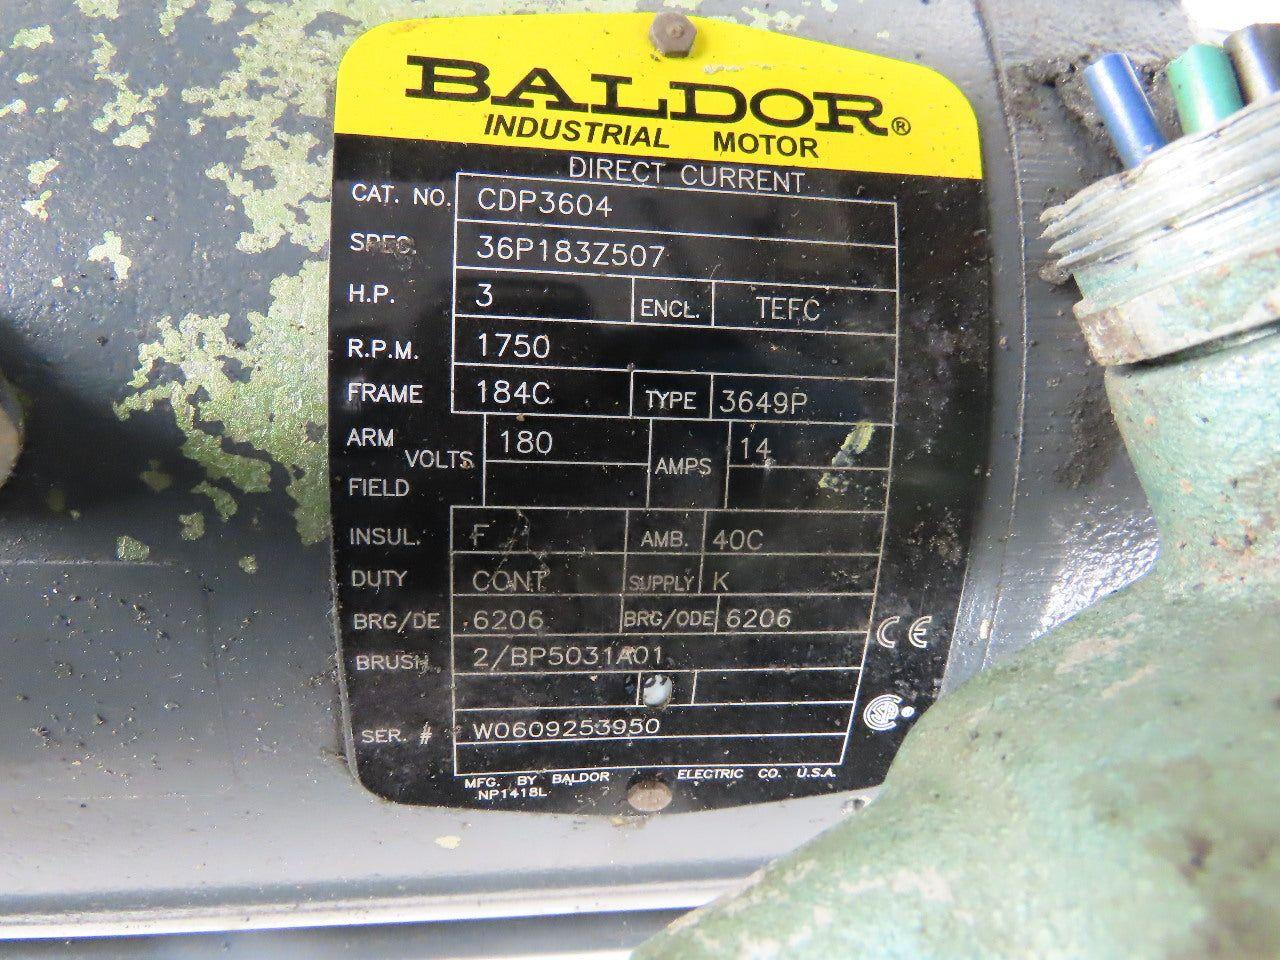 BALDOR®
INDUSTRIAL MOTOR
DIRECT CURRENT
CAT. NO. CDP3604
SPEC. 36P183Z507
H.P. 3 ENCL. TEFC
R.P.M. 1750
FRAME 184C TYPE 3649P
ARM VOLTS 180 AMPS 14
FIELD
INSUL. F AMB. 40C
DUTY CONT SUPPLY K
BRG/DE 6206 BRG/ODE 6206
BRUSH 2/BP5031A01
CE
SER. # W0609253950
MFG. BY BALDOR ELECTRIC CO. U.S.A.
NP1418L